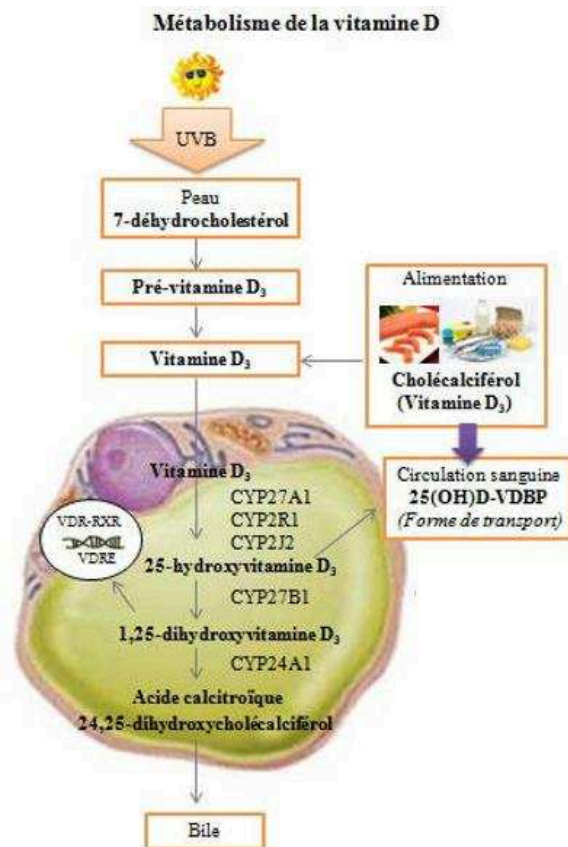 Métabolisme de la vitamine D
UVB
Peau
7-déhydrocholestérol
Pré-vitamine D₃
Vitamine D₃
Alimentation
Cholécalciférol
(Vitamine D₃)
Circulation sanguine
25(OH)D-VDBP
(Forme de transport)
Vitamine D₃
CYP27A1
CYP2R1
CYP2J2
VDR-RXR
VDRE
25-hydroxyvitamine D₃
CYP27B1
1,25-dihydroxyvitamine D₃
CYP24A1
Acide calcitroïque
24,25-dihydroxycholécalciférol
Bile